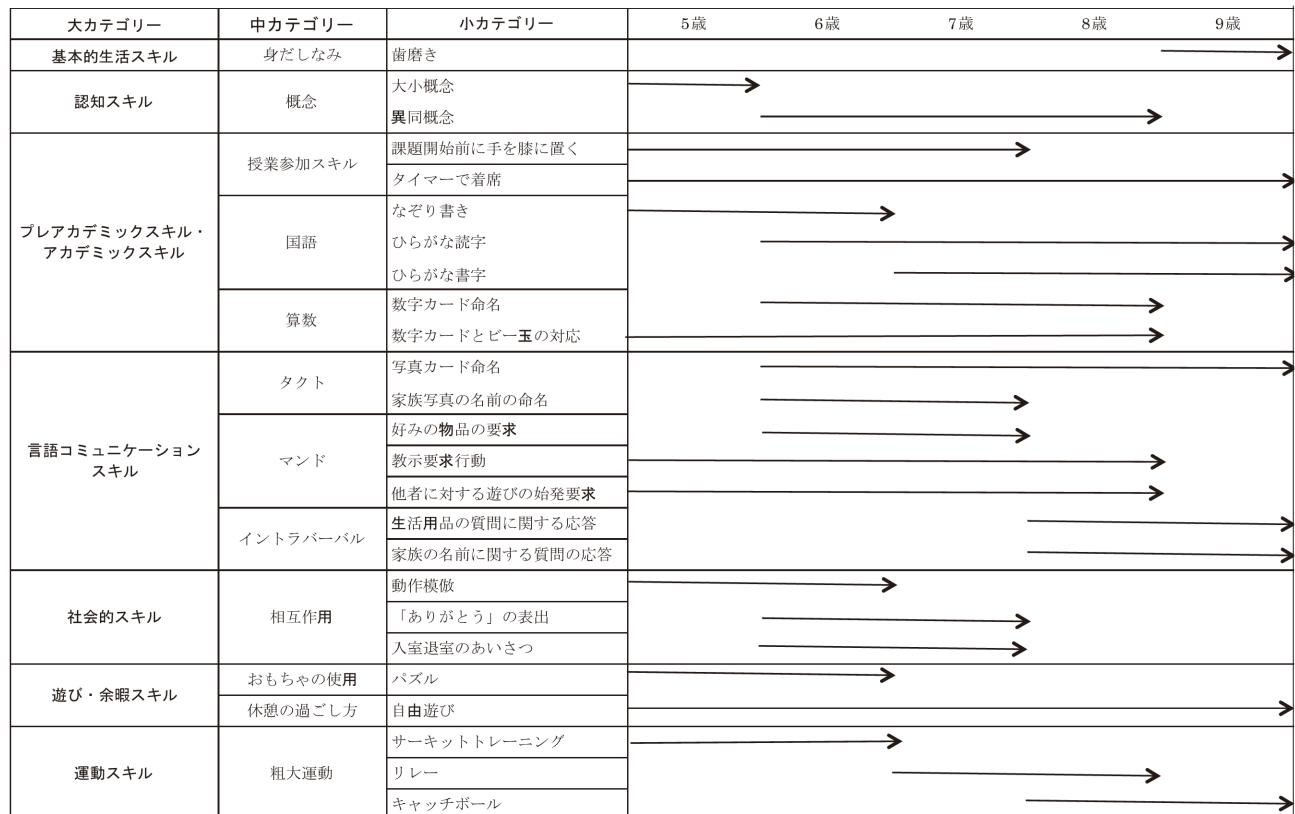 大カテゴリー 中カテゴリー 小カテゴリー 5歳 6歳 7歳 8歳 9歳
基本的生活スキル 身だしなみ 歯磨き
認知スキル 概念 大小概念
異同概念
プレアカデミックスキル・
アカデミックスキル
授業参加スキル 課題開始前に手を膝に置く
タイマーで着席
国語 なぞり書き
ひらがな読字
ひらがな書字
算数 数字カード命名
数字カードとビー玉の対応
言語コミュニケーション
スキル
タクト 写真カード命名
家族写真の名前の命名
マンド 好みの物品の要求
教示要求行動
他者に対する遊びの始発要求
イントラバーバル 生活用品の質問に関する応答
家族の名前に関する質問の応答
社会的スキル 相互作用 動作模倣
「ありがとう」の表出
入室退室のあいさつ
遊び・余暇スキル おもちゃの使用 パズル
休憩の過ごし方 自由遊び
運動スキル 粗大運動 サーキットトレーニング
リレー
キャッチボール